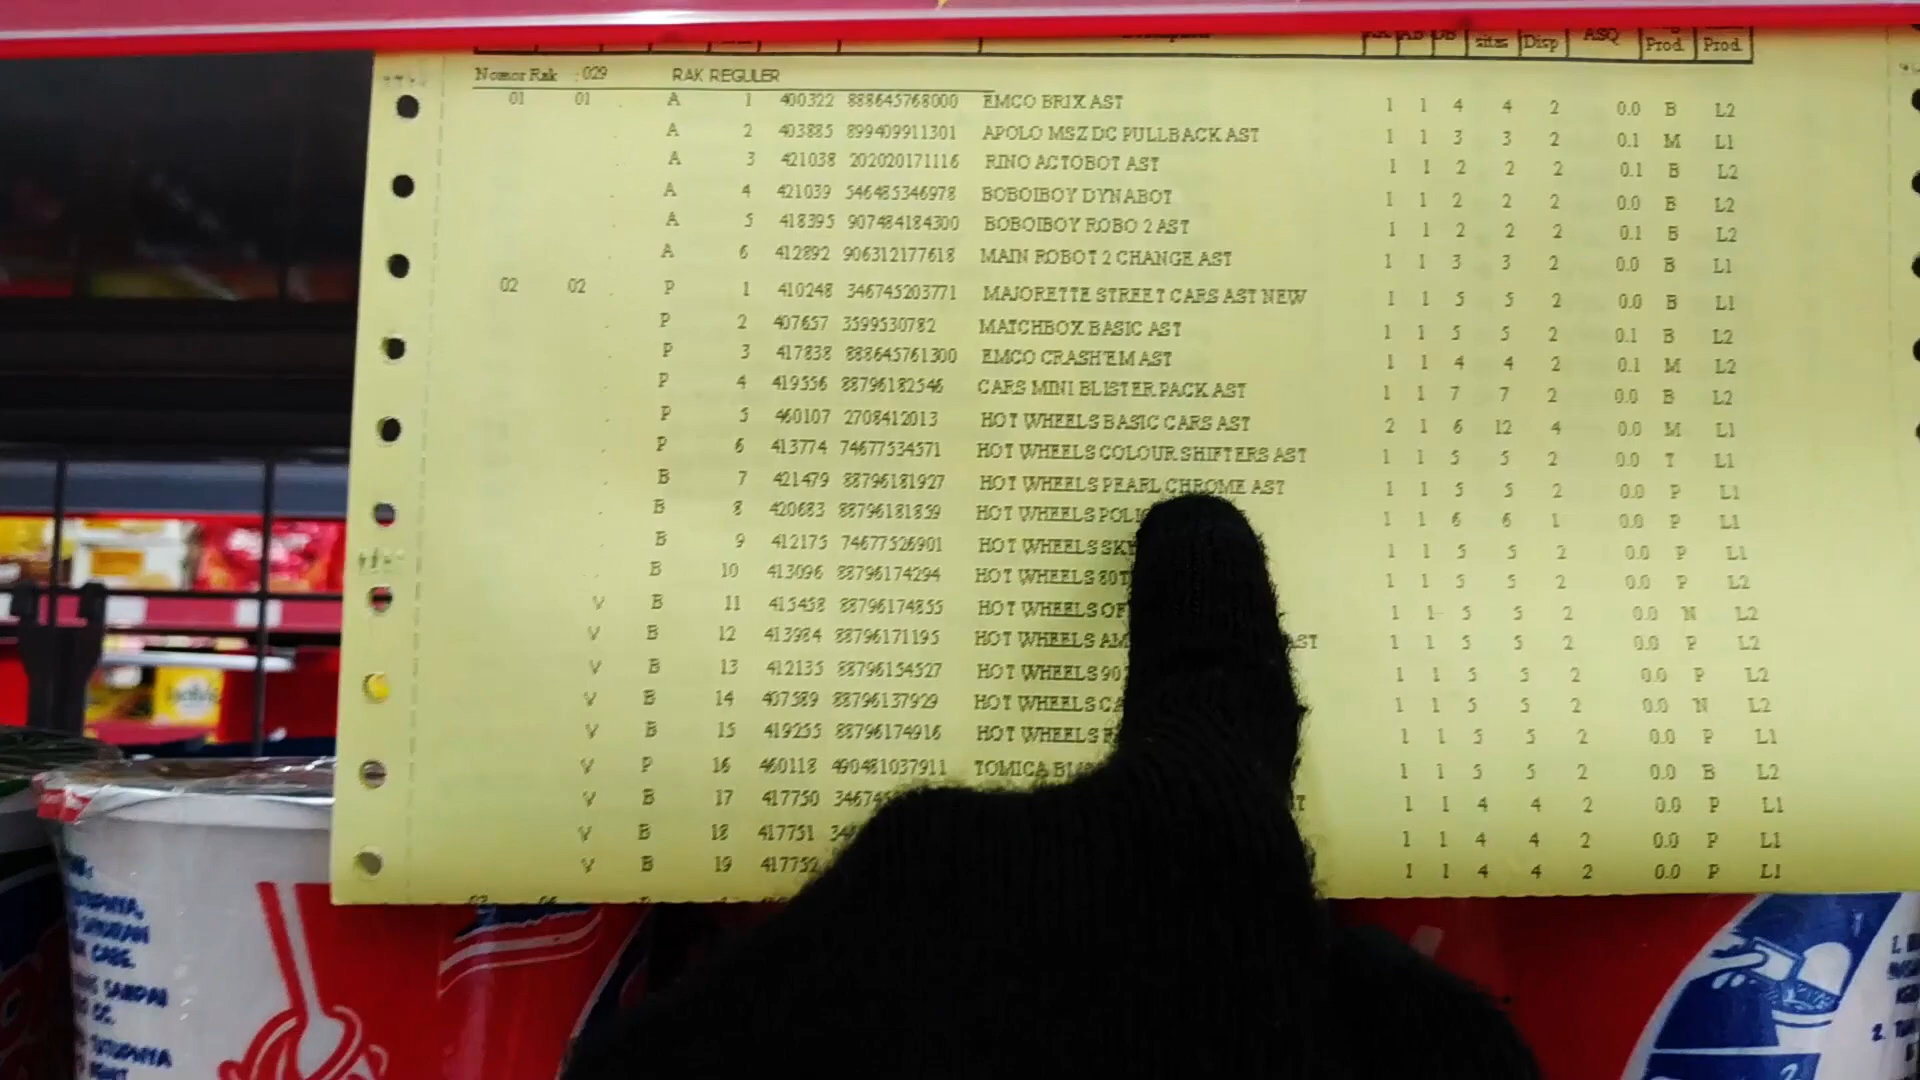 sites Disp ASQ Prod Prod
Nomor Rak : 029 RAK REGULER
01 01 A 1 400322 888645768000 EMCO BRIX AST 1 1 4 4 2 0.0 B L2
A 2 403885 899409911301 APOLO MSZ DC PULLBACK AST 1 1 3 3 2 0.1 M L1
A 3 421038 202020171116 RINO ACTOBOT AST 1 1 2 2 2 0.1 B L2
A 4 421039 546485346978 BOBOIBOY DYNABOT 1 1 2 2 2 0.0 B L2
A 5 418395 907484184300 BOBOIBOY ROBO 2 AST 1 1 2 2 2 0.1 B L2
A 6 412892 906312177618 MAIN ROBOT 2 CHANGE AST 1 1 3 3 2 0.0 B L1
02 02 P 1 410248 346745203771 MAJORETTE STREET CARS AST NEW 1 1 5 5 2 0.0 B L1
P 2 407657 3599530782 MATCHBOX BASIC AST 1 1 5 5 2 0.1 B L2
P 3 417838 888645761300 EMCO CRASH'EM AST 1 1 4 4 2 0.1 M L2
P 4 419556 88796182546 CARS MINI BLISTER PACK AST 1 1 7 7 2 0.0 B L2
P 5 460107 2708412013 HOT WHEELS BASIC CARS AST 2 1 6 12 4 0.0 M L1
P 6 413774 74677534571 HOT WHEELS COLOUR SHIFTERS AST 1 1 5 5 2 0.0 T L1
B 7 421479 88796181927 HOT WHEELS PEARL CHROME AST 1 1 5 5 2 0.0 P L1
B 8 420683 88796181859 HOT WHEELS 1 1 6 6 1 0.0 P L1
B 9 412175 74677526901 HOT WHEELS 1 1 5 5 2 0.0 P L1
B 10 413096 88796174294 HOT WHEELS 1 1 5 5 2 0.0 P L2
V B 11 415458 88796174855 HOT WHEELS 1 1 5 5 2 0.0 N L2
V B 12 413984 88796171195 HOT WHEELS AST 1 1 5 5 2 0.0 P L2
V B 13 412135 88796154527 HOT WHEELS 1 1 5 5 2 0.0 P L2
V B 14 407589 88796137929 HOT WHEELS 1 1 5 5 2 0.0 N L2
V B 15 419255 88796174916 HOT WHEELS 1 1 5 5 2 0.0 P L1
V P 16 460118 490481037911 TOMICA 1 1 5 5 2 0.0 B L2
V B 17 417750 1 1 4 4 2 0.0 P L1
V B 18 417751 1 1 4 4 2 0.0 P L1
V B 19 417752 1 1 4 4 2 0.0 P L1
CABE.
SAMPAI
CC.